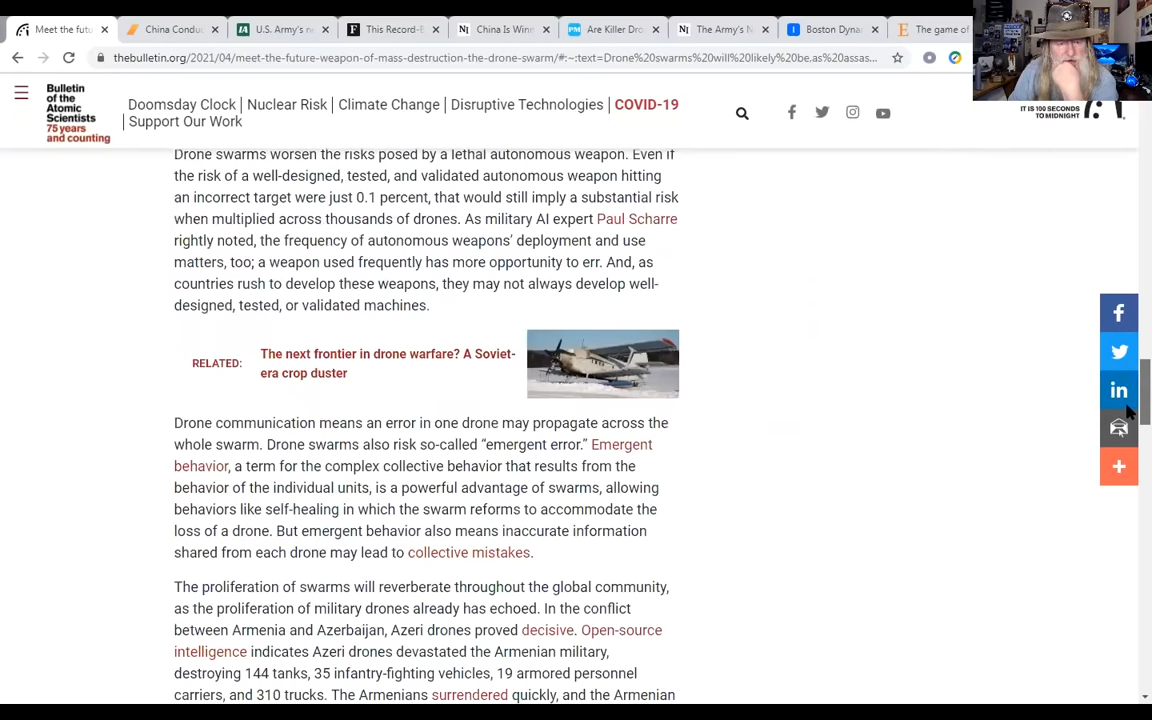 Meet the futu
China Conduc
U.S. Army's ne
This Record-B
China Is Winn
Are Killer Dro
The Army's N
Boston Dyna
The game of
thebulletin.org/2021/04/meet-the-future-weapon-of-mass-destruction-the-drone-swarm/#:~:text=Drone%20swarms%20will%20likely%20be,as%20assas...
Bulletin
of the
Atomic
Scientists
75 years
and counting
Doomsday Clock | Nuclear Risk | Climate Change | Disruptive Technologies | COVID-19
| Support Our Work
IT IS 100 SECONDS
TO MIDNIGHT
Drone swarms worsen the risks posed by a lethal autonomous weapon. Even if
the risk of a well-designed, tested, and validated autonomous weapon hitting
an incorrect target were just 0.1 percent, that would still imply a substantial risk
when multiplied across thousands of drones. As military AI expert Paul Scharre
rightly noted, the frequency of autonomous weapons' deployment and use
matters, too; a weapon used frequently has more opportunity to err. And, as
countries rush to develop these weapons, they may not always develop well-
designed, tested, or validated machines.
RELATED:
The next frontier in drone warfare? A Soviet-
era crop duster
Drone communication means an error in one drone may propagate across the
whole swarm. Drone swarms also risk so-called “emergent error.” Emergent
behavior, a term for the complex collective behavior that results from the
behavior of the individual units, is a powerful advantage of swarms, allowing
behaviors like self-healing in which the swarm reforms to accommodate the
loss of a drone. But emergent behavior also means inaccurate information
shared from each drone may lead to collective mistakes.
The proliferation of swarms will reverberate throughout the global community,
as the proliferation of military drones already has echoed. In the conflict
between Armenia and Azerbaijan, Azeri drones proved decisive. Open-source
intelligence indicates Azeri drones devastated the Armenian military,
destroying 144 tanks, 35 infantry-fighting vehicles, 19 armored personnel
carriers, and 310 trucks. The Armenians surrendered quickly, and the Armenian